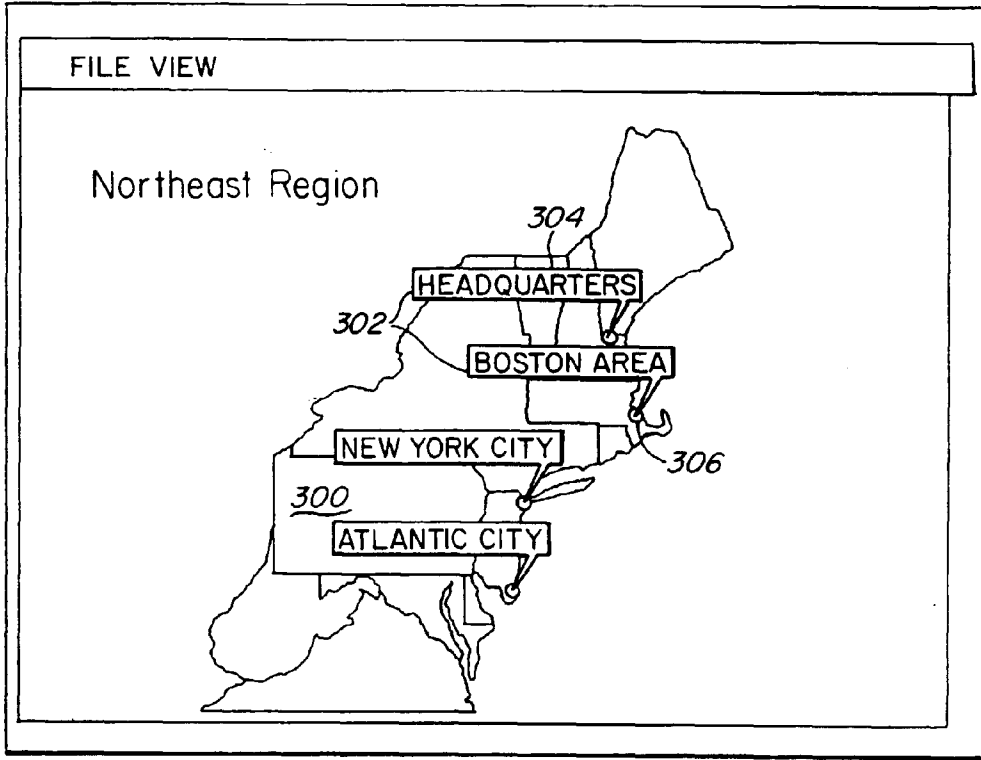 FILE VIEW
Northeast Region
304
HEADQUARTERS
302
BOSTON AREA
NEW YORK CITY
306
300
ATLANTIC CITY